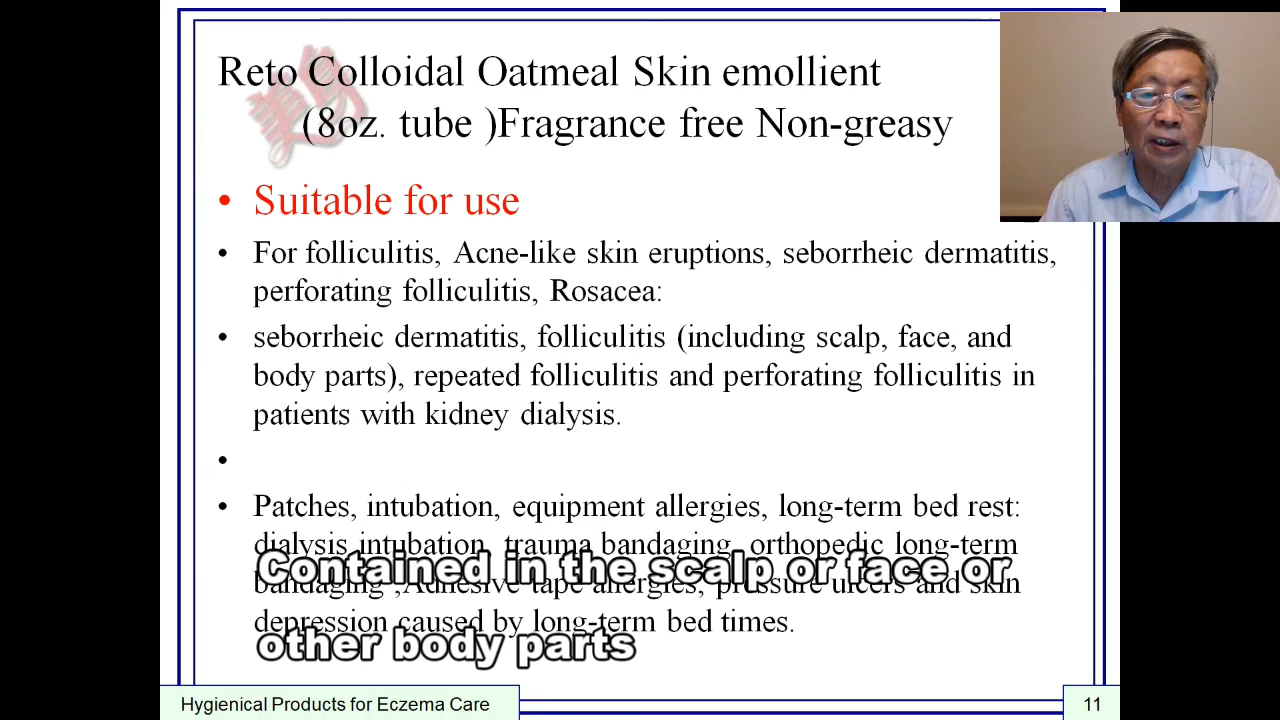 Reto Colloidal Oatmeal Skin emollient
(8oz. tube )Fragrance free Non-greasy
• Suitable for use
• For folliculitis, Acne-like skin eruptions, seborrheic dermatitis,
perforating folliculitis, Rosacea:
• seborrheic dermatitis, folliculitis (including scalp, face, and
body parts), repeated folliculitis and perforating folliculitis in
patients with kidney dialysis.
•
• Patches, intubation, equipment allergies, long-term bed rest:
dialysis intubation, trauma bandaging, orthopedic long-term
bandaging ,Adhesive tape allergies, pressure ulcers and skin
depression caused by long-term bed times.
Contained in the scalp or face or
other body parts
Hygienical Products for Eczema Care
11